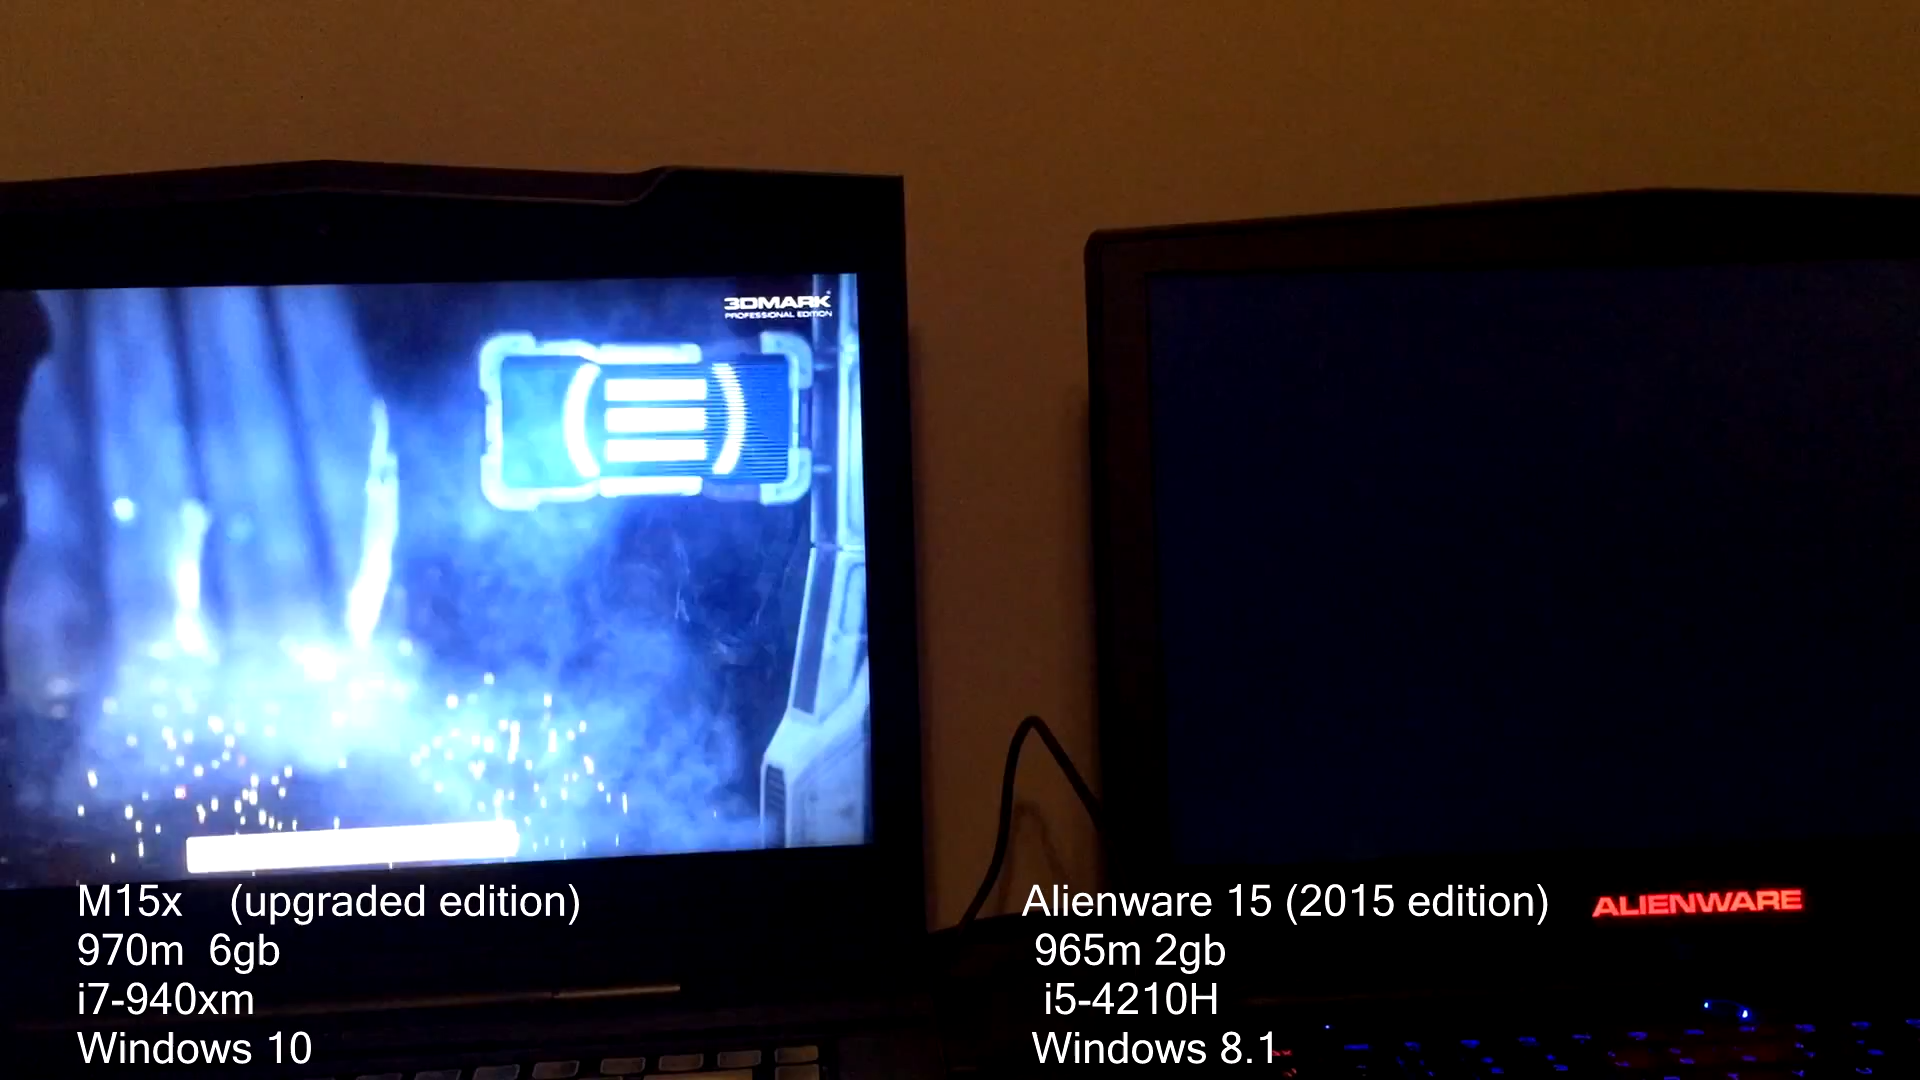 3DMARK
PROFESSIONAL EDITION
M15x (upgraded edition)
970m 6gb
i7-940xm
Windows 10
Alienware 15 (2015 edition)
965m 2gb
i5-4210H
Windows 8.1
ALIENWARE